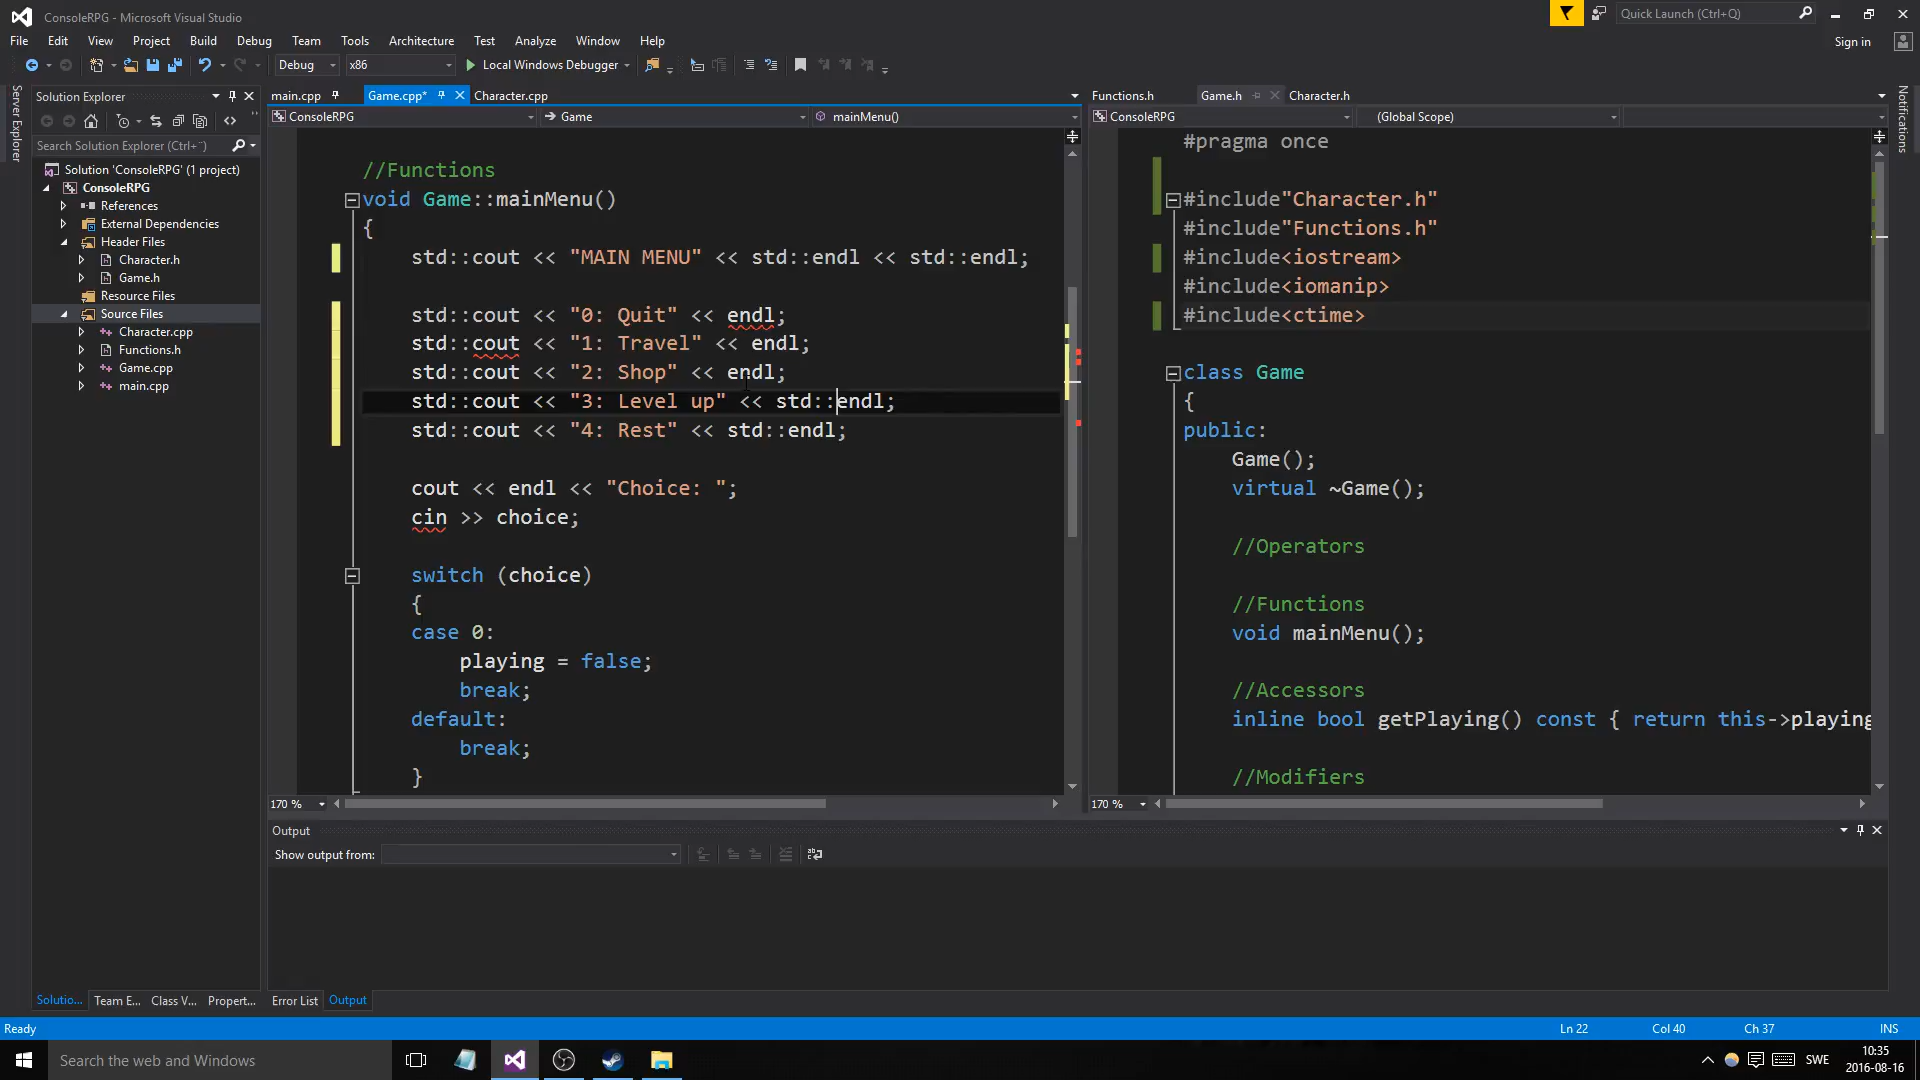 ConsoleRPG - Microsoft Visual Studio
Quick Launch (Ctrl+Q)
File Edit View Project Build Debug Team Tools Architecture Test Analyze Window Help
Sign in
Debug x86 Local Windows Debugger
Server Explorer
Solution Explorer
Search Solution Explorer (Ctrl+¨)
Solution 'ConsoleRPG' (1 project)
ConsoleRPG
References
External Dependencies
Header Files
Character.h
Game.h
Resource Files
Source Files
Character.cpp
Functions.h
Game.cpp
main.cpp
Solutio... Team E... Class V... Propert...
main.cpp Game.cpp* Character.cpp
ConsoleRPG Game mainMenu()
//Functions
void Game::mainMenu()
{
std::cout << "MAIN MENU" << std::endl << std::endl;
std::cout << "0: Quit" << endl;
std::cout << "1: Travel" << endl;
std::cout << "2: Shop" << endl;
std::cout << "3: Level up" << std::endl;
std::cout << "4: Rest" << std::endl;
cout << endl << "Choice: ";
cin >> choice;
switch (choice)
{
case 0:
playing = false;
break;
default:
break;
}
170 %
Functions.h Game.h Character.h
ConsoleRPG (Global Scope)
#pragma once
#include"Character.h"
#include"Functions.h"
#include<iostream>
#include<iomanip>
#include<ctime>
class Game
{
public:
Game();
virtual ~Game();
//Operators
//Functions
void mainMenu();
//Accessors
inline bool getPlaying() const { return this->playing
//Modifiers
170 %
Notifications
Output
Show output from:
Error List Output
Ready Ln 22 Col 40 Ch 37 INS
Search the web and Windows
SWE
10:35
2016-08-16